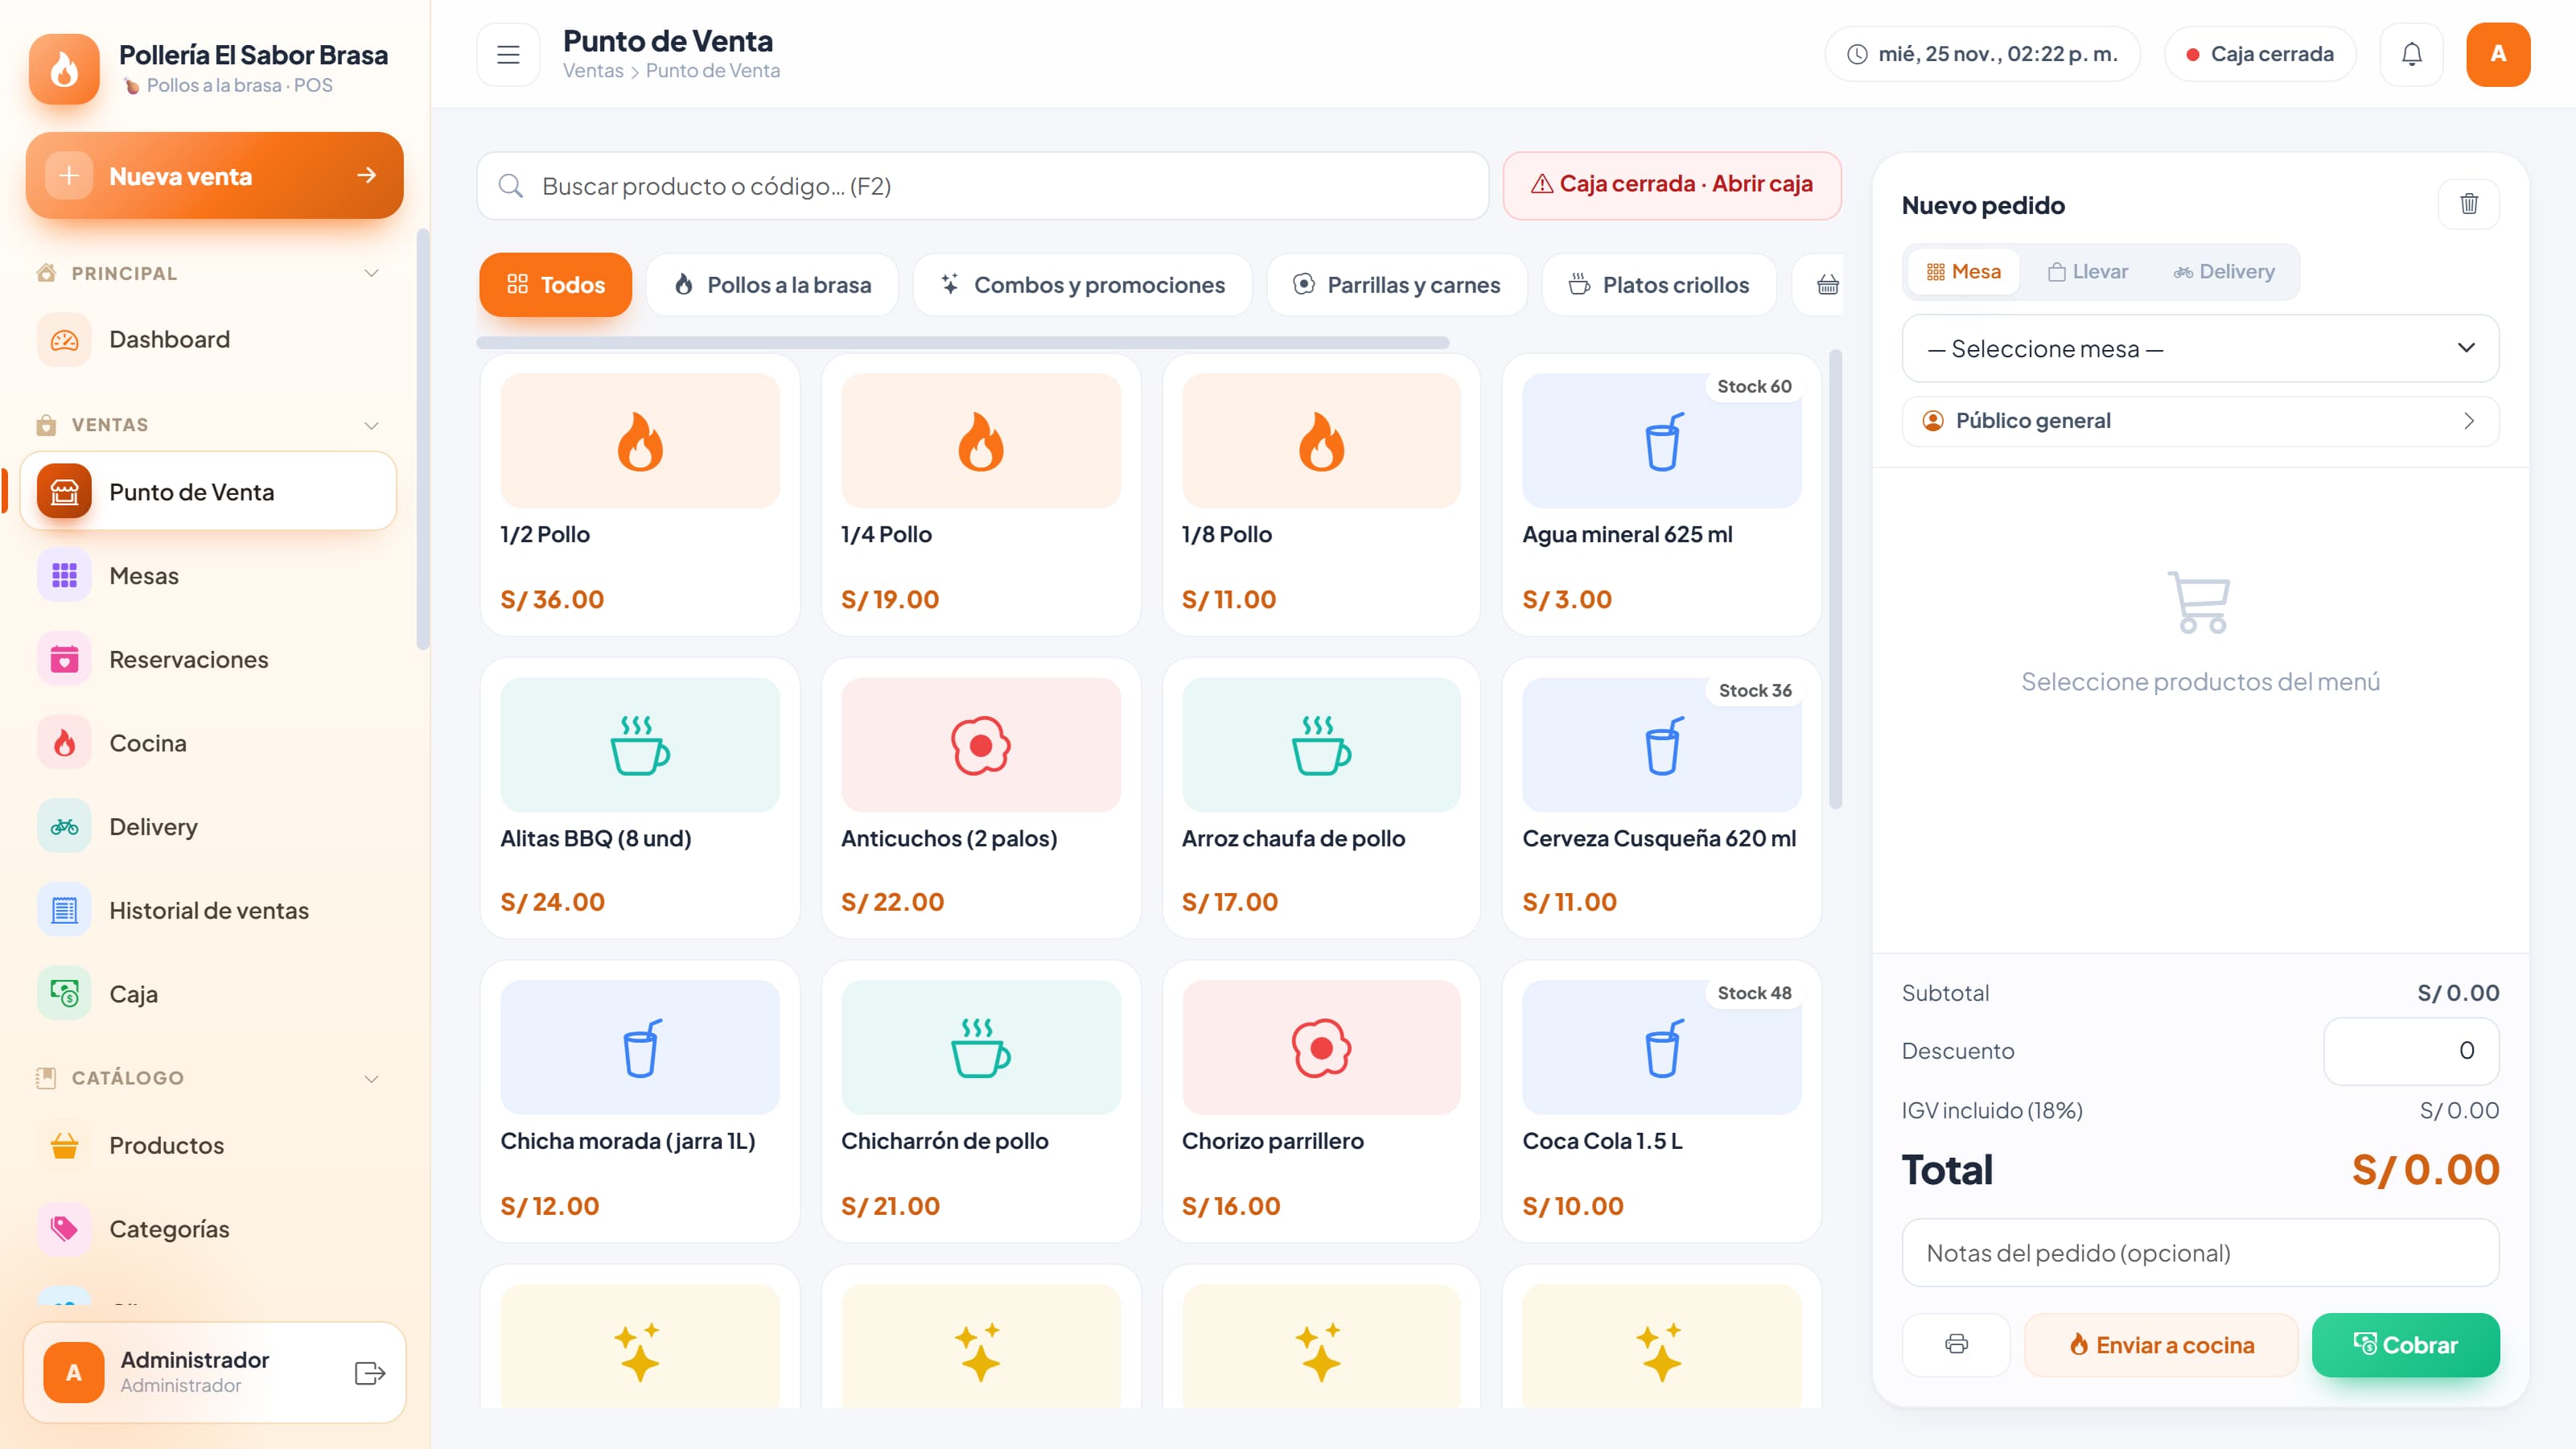 Pollería El Sabor Brasa
Pollos a la brasa · POS
Nueva venta
PRINCIPAL
Dashboard
VENTAS
Punto de Venta
Mesas
Reservaciones
Cocina
Delivery
Historial de ventas
Caja
CATÁLOGO
Productos
Categorías
A
Administrador
Administrador
Punto de Venta
Ventas > Punto de Venta
mié, 25 nov., 02:22 p. m.
Caja cerrada
A
Buscar producto o código... (F2)
Caja cerrada · Abrir caja
Todos
Pollos a la brasa
Combos y promociones
Parrillas y carnes
Platos criollos
1/2 Pollo
S/ 36.00
1/4 Pollo
S/ 19.00
1/8 Pollo
S/ 11.00
Stock 60
Agua mineral 625 ml
S/ 3.00
Alitas BBQ (8 und)
S/ 24.00
Anticuchos (2 palos)
S/ 22.00
Arroz chaufa de pollo
S/ 17.00
Stock 36
Cerveza Cusqueña 620 ml
S/ 11.00
Chicha morada (jarra 1L)
S/ 12.00
Chicharrón de pollo
S/ 21.00
Chorizo parrillero
S/ 16.00
Stock 48
Coca Cola 1.5 L
S/ 10.00
Nuevo pedido
Mesa
Llevar
Delivery
— Seleccione mesa —
Público general
Seleccione productos del menú
Subtotal
S/ 0.00
Descuento
0
IGV incluido (18%)
S/ 0.00
Total
S/ 0.00
Notas del pedido (opcional)
Enviar a cocina
Cobrar